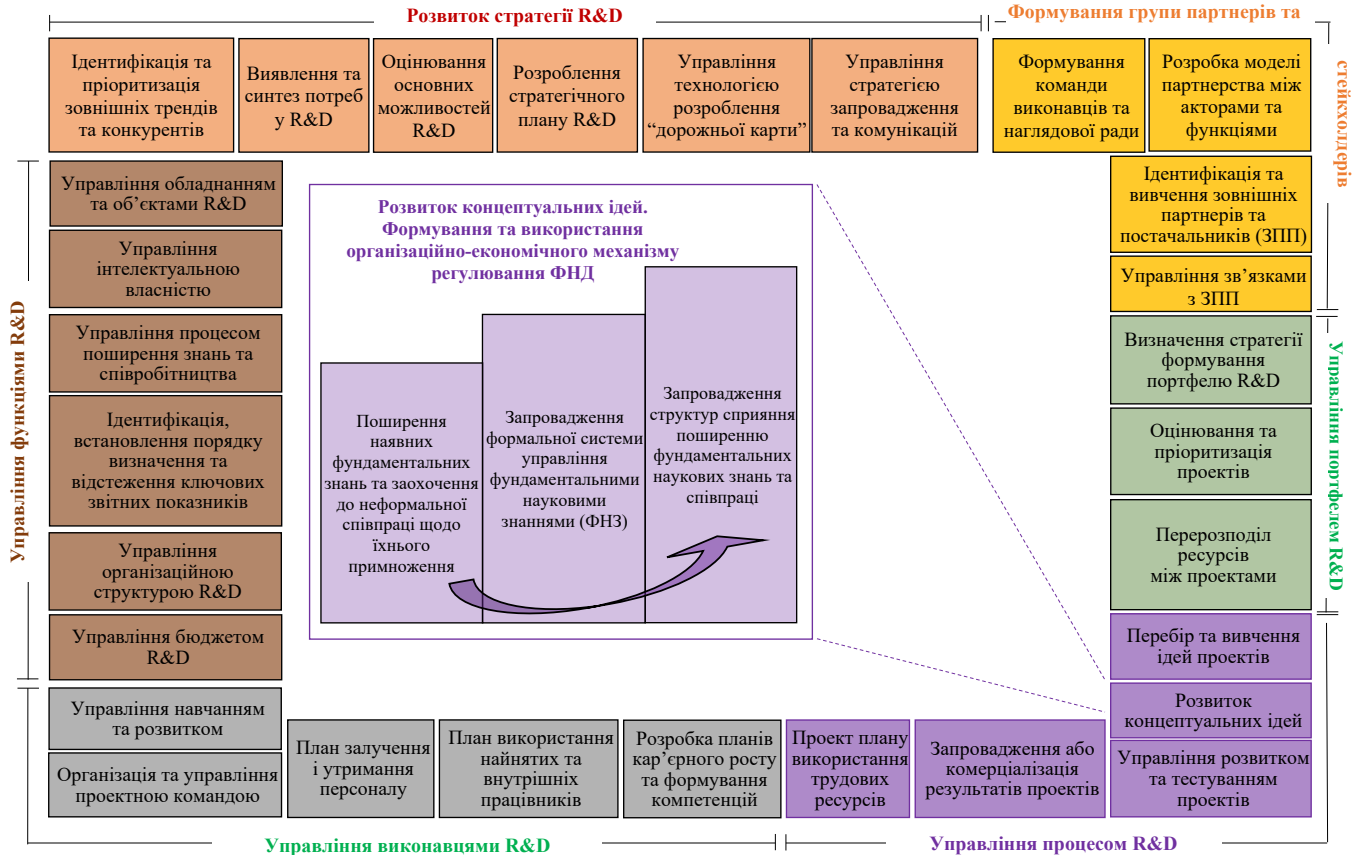 Розвиток стратегії R&D
Формування групи партнерів та
стейкхолдерів
Ідентифікація та
пріоритизація
зовнішніх трендів
та конкурентів
Виявлення та
синтез потреб
у R&D
Оцінювання
основних
можливостей
R&D
Розроблення
стратегічного
плану R&D
Управління
технологією
розроблення
“дорожньої карти”
Управління
стратегією
запровадження
та комунікацій
Формування
команди
виконавців та
наглядової ради
Розробка моделі
партнерства між
акторами та
функціями
Ідентифікація та
вивчення зовнішніх
партнерів та
постачальників (ЗПП)
Управління зв’язками
з ЗПП
Управління портфелем R&D
Визначення стратегії
формування
портфелю R&D
Оцінювання та
пріоритизація
проектів
Перерозподіл
ресурсів
між проектами
Перебір та вивчення
ідей проектів
Розвиток
концептуальних ідей
Управління розвитком
та тестуванням
проектів
Управління функціями R&D
Управління обладнанням
та об’єктами R&D
Управління
інтелектуальною
власністю
Управління процесом
поширення знань та
співробітництва
Ідентифікація,
встановлення порядку
визначення та
відстеження ключових
звітних показників
Управління
організаційною
структурою R&D
Управління бюджетом
R&D
Розвиток концептуальних ідей.
Формування та використання
організаційно-економічного механізму
регулювання ФНД
Поширення
наявних
фундаментальних
знань та заохочення
до неформальної
співпраці щодо
їхнього
примноження
Запровадження
формальної системи
управління
фундаментальними
науковими
знаннями (ФНЗ)
Запровадження
структур сприяння
поширенню
фундаментальних
наукових знань та
співпраці
Управління навчанням
та розвитком
Організація та управління
проектною командою
План залучення
і утримання
персоналу
План використання
найнятих та
внутрішніх
працівників
Розробка планів
кар’єрного росту
та формування
компетенцій
Проект плану
використання
трудових
ресурсів
Запровадження або
комерціалізація
результатів проектів
Управління виконавцями R&D
Управління процесом R&D